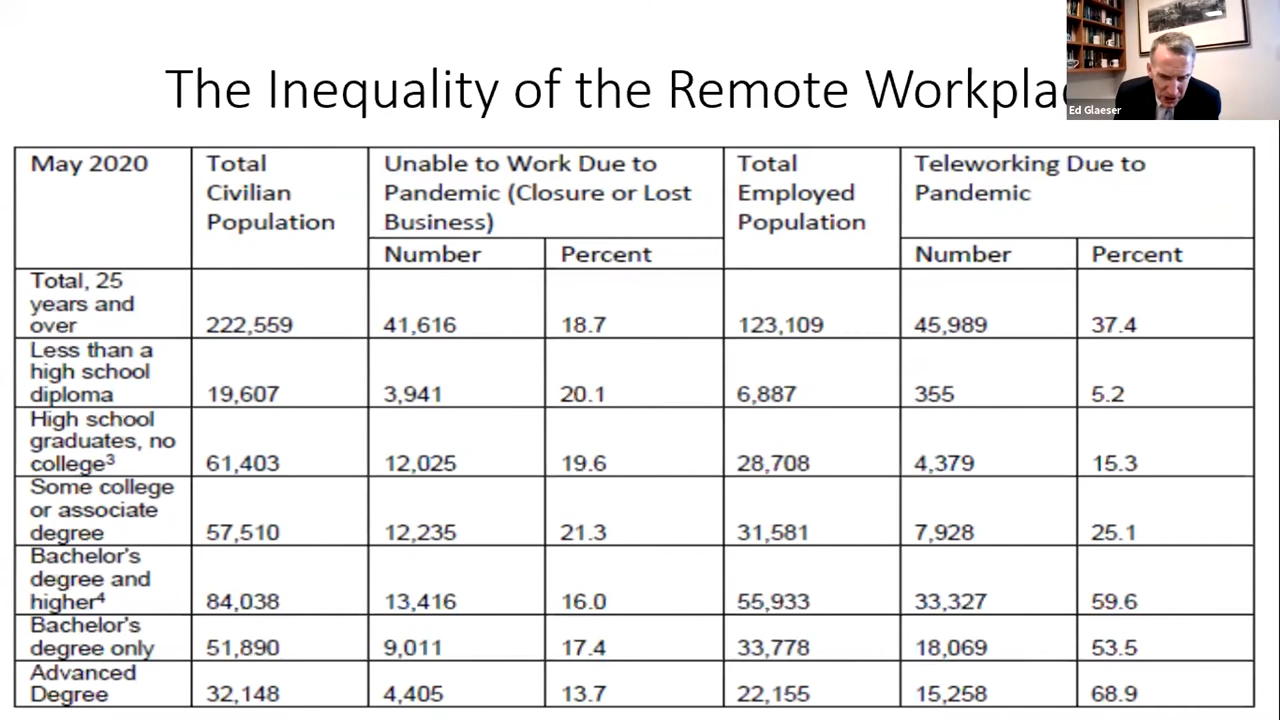 The Inequality of the Remote Workplac
Ed Glaeser
May 2020
Total
Civilian
Population
Unable to Work Due to
Pandemic (Closure or Lost
Business)
Total
Employed
Population
Teleworking Due to
Pandemic
Number
Percent
Number
Percent
Total, 25
years and
over
222,559
41,616
18.7
123,109
45,989
37.4
Less than a
high school
diploma
19,607
3,941
20.1
6,887
355
5.2
High school
graduates, no
college³
61,403
12,025
19.6
28,708
4,379
15.3
Some college
or associate
degree
57,510
12,235
21.3
31,581
7,928
25.1
Bachelor's
degree and
higher⁴
84,038
13,416
16.0
55,933
33,327
59.6
Bachelor's
degree only
51,890
9,011
17.4
33,778
18,069
53.5
Advanced
Degree
32,148
4,405
13.7
22,155
15,258
68.9